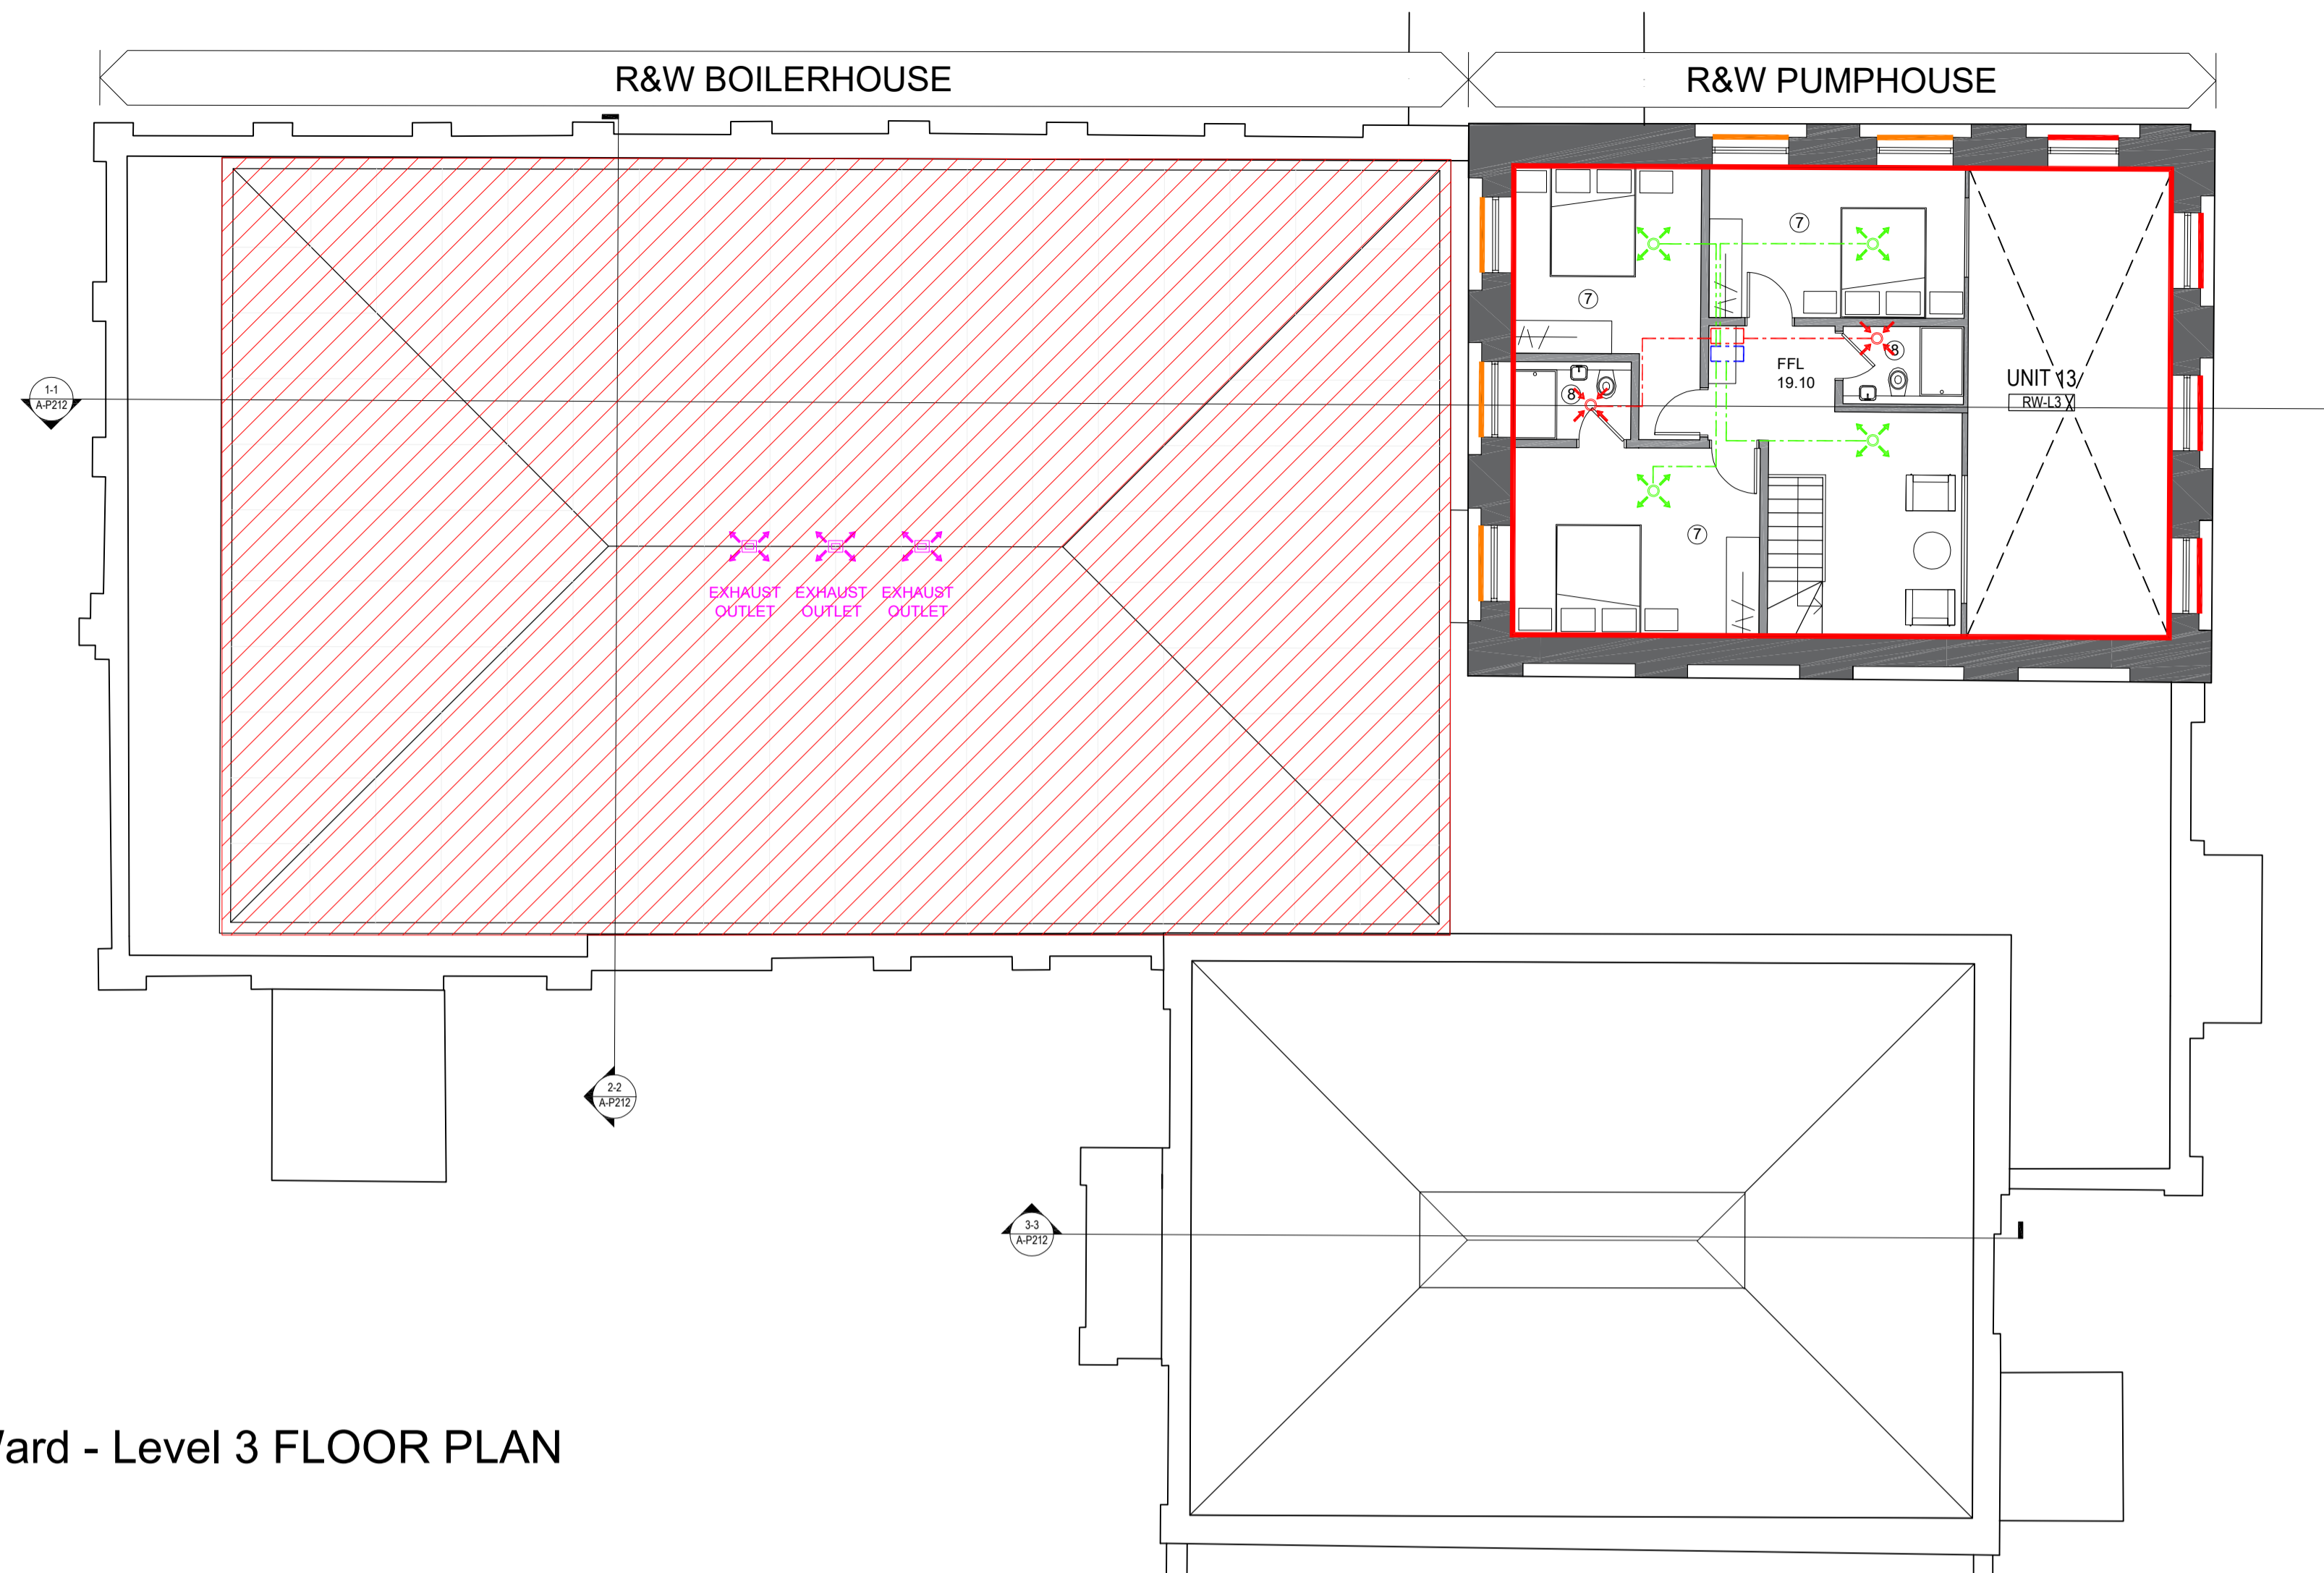 R&W BOILERHOUSE
R&W PUMPHOUSE
7
7
8
FFL
19.10
8
UNIT 13
RW-L3
1-1
A-P212
7
EXHAUST
OUTLET
EXHAUST
OUTLET
EXHAUST
OUTLET
2-2
A-P212
3-3
A-P212
- Level 3 FLOOR PLAN